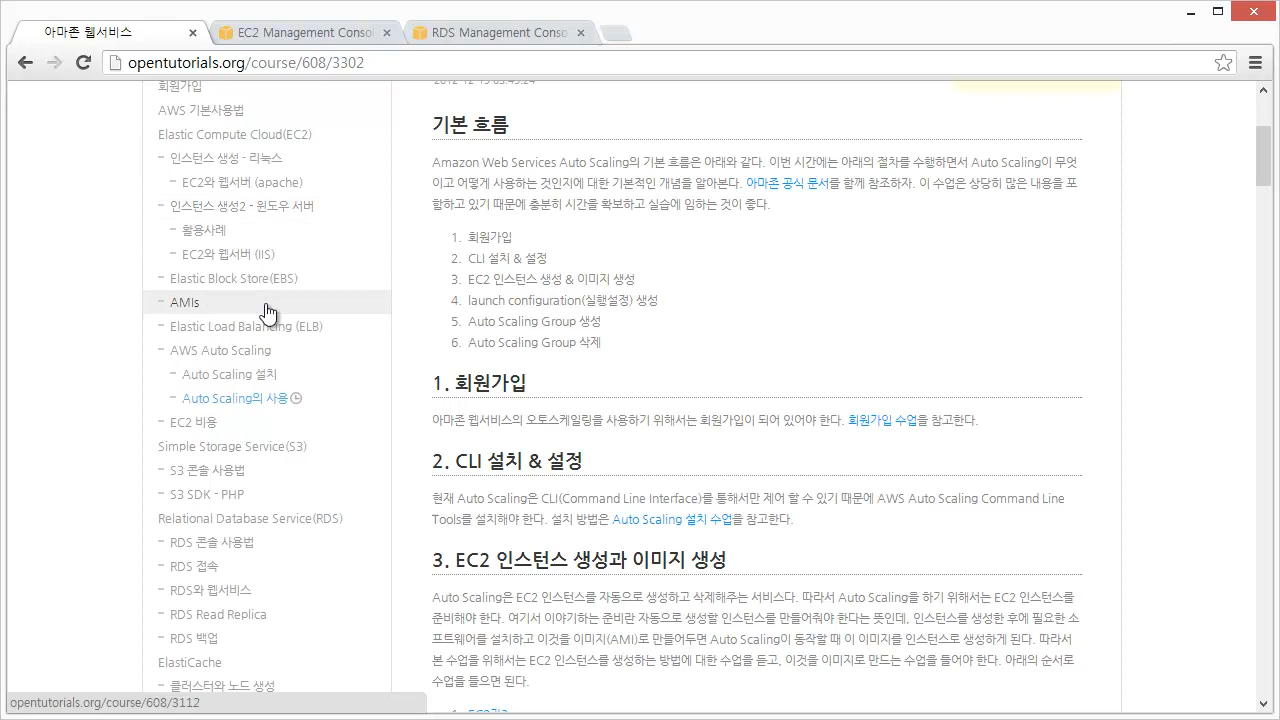 아마존 웹서비스
EC2 Management Consol
RDS Management Conso
opentutorials.org/course/608/3302
회원가입
AWS 기본사용법
Elastic Compute Cloud(EC2)
인스턴스 생성 - 리눅스
EC2와 웹서버 (apache)
인스턴스 생성2 - 윈도우 서버
활용사례
EC2와 웹서버 (IIS)
Elastic Block Store(EBS)
AMIs
Elastic Load Balancing (ELB)
AWS Auto Scaling
Auto Scaling 설치
Auto Scaling의 사용
EC2 비용
Simple Storage Service(S3)
S3 콘솔 사용법
S3 SDK - PHP
Relational Database Service(RDS)
RDS 콘솔 사용법
RDS 접속
RDS와 웹서비스
RDS Read Replica
RDS 백업
ElastiCache
클러스터와 노드 생성
opentutorials.org/course/608/3112
기본 흐름
Amazon Web Services Auto Scaling의 기본 흐름은 아래와 같다. 이번 시간에는 아래의 절차를 수행하면서 Auto Scaling이 무엇
이고 어떻게 사용하는 것인지에 대한 기본적인 개념을 알아본다. 아마존 공식 문서를 함께 참조하자. 이 수업은 상당히 많은 내용을 포
함하고 있기 때문에 충분히 시간을 확보하고 실습에 임하는 것이 좋다.
1. 회원가입
2. CLI 설치 & 설정
3. EC2 인스턴스 생성 & 이미지 생성
4. launch configuration(실행설정) 생성
5. Auto Scaling Group 생성
6. Auto Scaling Group 삭제
1. 회원가입
아마존 웹서비스의 오토스케일링을 사용하기 위해서는 회원가입이 되어 있어야 한다. 회원가입 수업을 참고한다.
2. CLI 설치 & 설정
현재 Auto Scaling은 CLI(Command Line Interface)를 통해서만 제어 할 수 있기 때문에 AWS Auto Scaling Command Line
Tools를 설치해야 한다. 설치 방법은 Auto Scaling 설치 수업을 참고한다.
3. EC2 인스턴스 생성과 이미지 생성
Auto Scaling은 EC2 인스턴스를 자동으로 생성하고 삭제해주는 서비스다. 따라서 Auto Scaling을 하기 위해서는 EC2 인스턴스를
준비해야 한다. 여기서 이야기하는 준비란 자동으로 생성할 인스턴스를 만들어줘야 한다는 뜻인데, 인스턴스를 생성한 후에 필요한 소
프트웨어를 설치하고 이것을 이미지(AMI)로 만들어두면 Auto Scaling이 동작할 때 이 이미지를 인스턴스로 생성하게 된다. 따라서
본 수업을 위해서는 EC2 인스턴스를 생성하는 방법에 대한 수업을 듣고, 이것을 이미지로 만드는 수업을 들어야 한다. 아래의 순서로
수업을 들으면 된다.